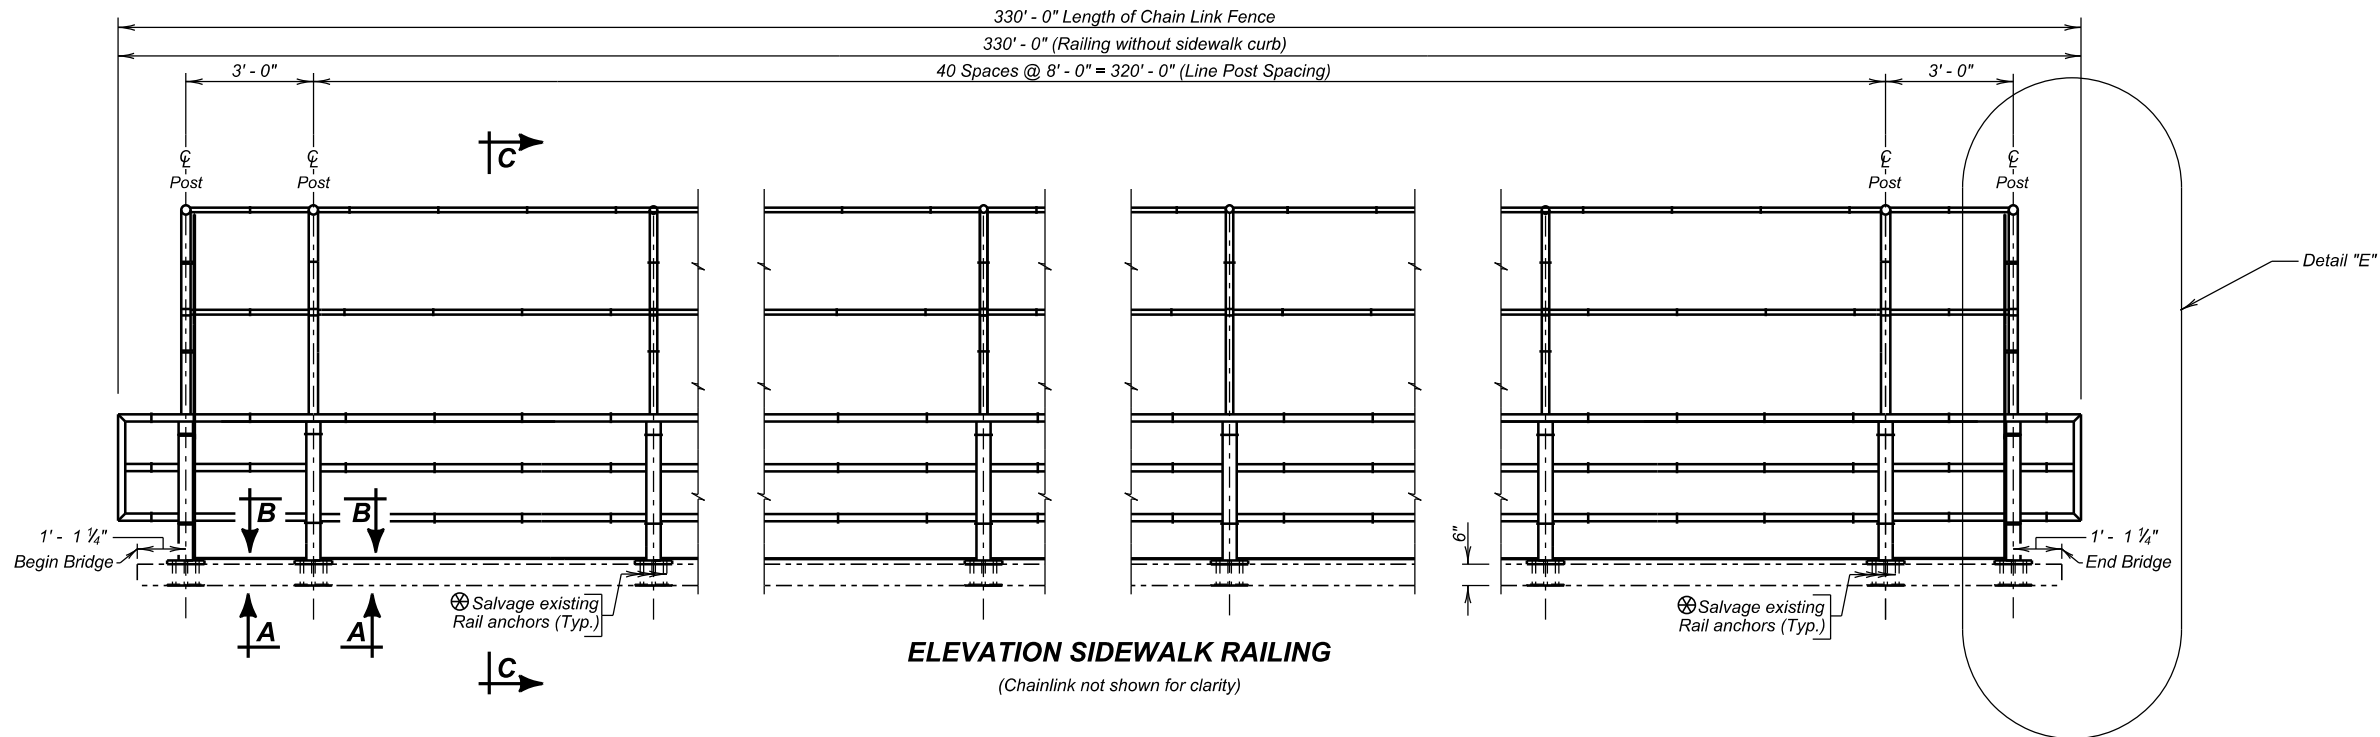 330' - 0" Length of Chain Link Fence
330' - 0" (Railing without sidewalk curb)
3' - 0"
40 Spaces @ 8' - 0" = 320' - 0" (Line Post Spacing)
3' - 0"
C
℄
Post
℄
Post
℄
Post
℄
Post
Detail "E"
B
B
1' - 1 ¼"
Begin Bridge
6"
1' - 1 ¼"
End Bridge
Salvage existing
Rail anchors (Typ.)
Salvage existing
Rail anchors (Typ.)
A
A
C
ELEVATION SIDEWALK RAILING
(Chainlink not shown for clarity)